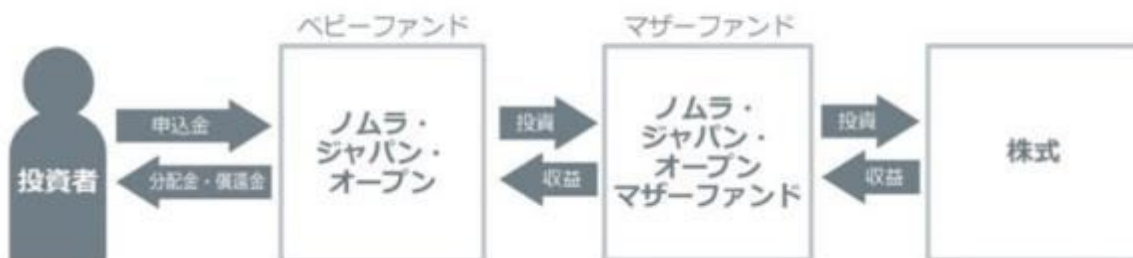 ベビーファンド
マザーファンド
投資者
申込金
分配金・償還金
ノムラ・
ジャパン・
オープン
投資
収益
ノムラ・
ジャパン・
オープン
マザーファンド
投資
収益
株式